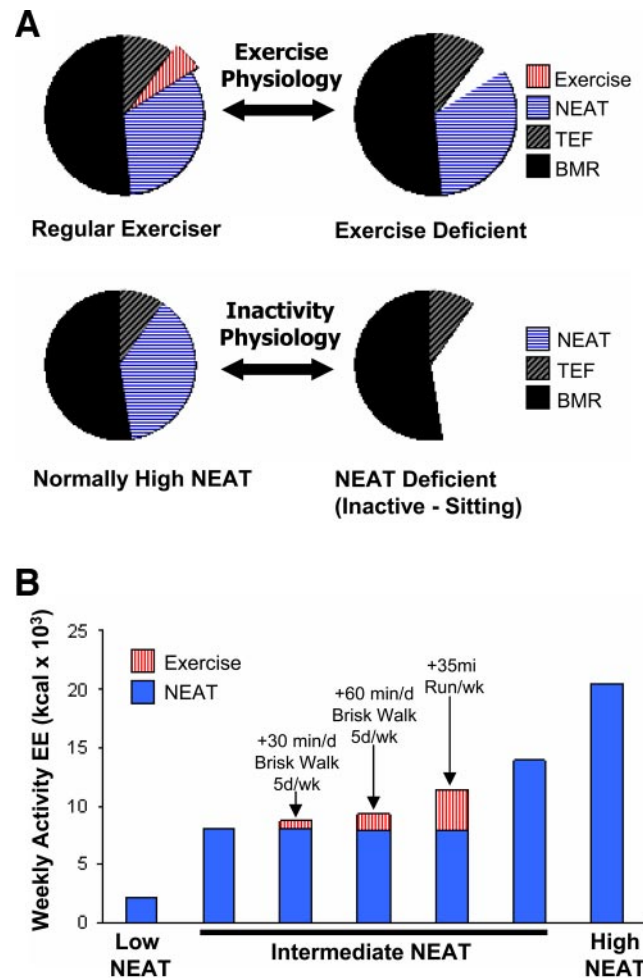 A
Exercise
Physiology
Exercise
NEAT
TEF
BMR
Regular Exerciser
Exercise Deficient
Inactivity
Physiology
NEAT
TEF
BMR
Normally High NEAT
NEAT Deficient
(Inactive - Sitting)
B
Weekly Activity EE (kcal x 10³)
25
20
15
10
5
0
Exercise
NEAT
+30 min/d
Brisk Walk
5d/wk
+60 min/d
Brisk Walk
5d/wk
+35mi
Run/wk
Low
NEAT
Intermediate NEAT
High
NEAT